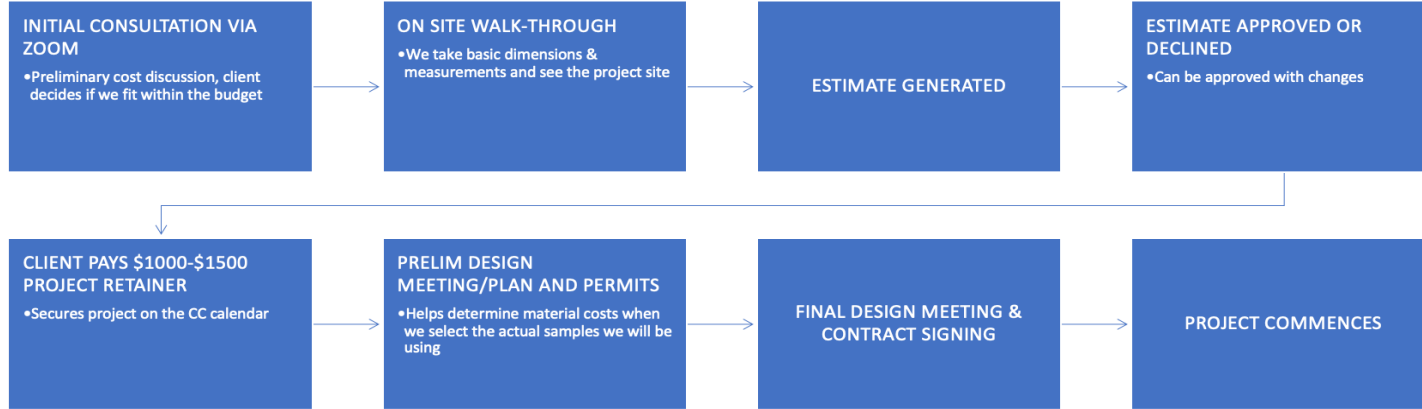 INITIAL CONSULTATION VIA
ZOOM
•Preliminary cost discussion, client
decides if we fit within the budget
ON SITE WALK-THROUGH
•We take basic dimensions &
measurements and see the project site
ESTIMATE GENERATED
ESTIMATE APPROVED OR
DECLINED
•Can be approved with changes
CLIENT PAYS $1000-$1500
PROJECT RETAINER
•Secures project on the CC calendar
PRELIM DESIGN
MEETING/PLAN AND PERMITS
•Helps determine material costs when
we select the actual samples we will be
using
FINAL DESIGN MEETING &
CONTRACT SIGNING
PROJECT COMMENCES